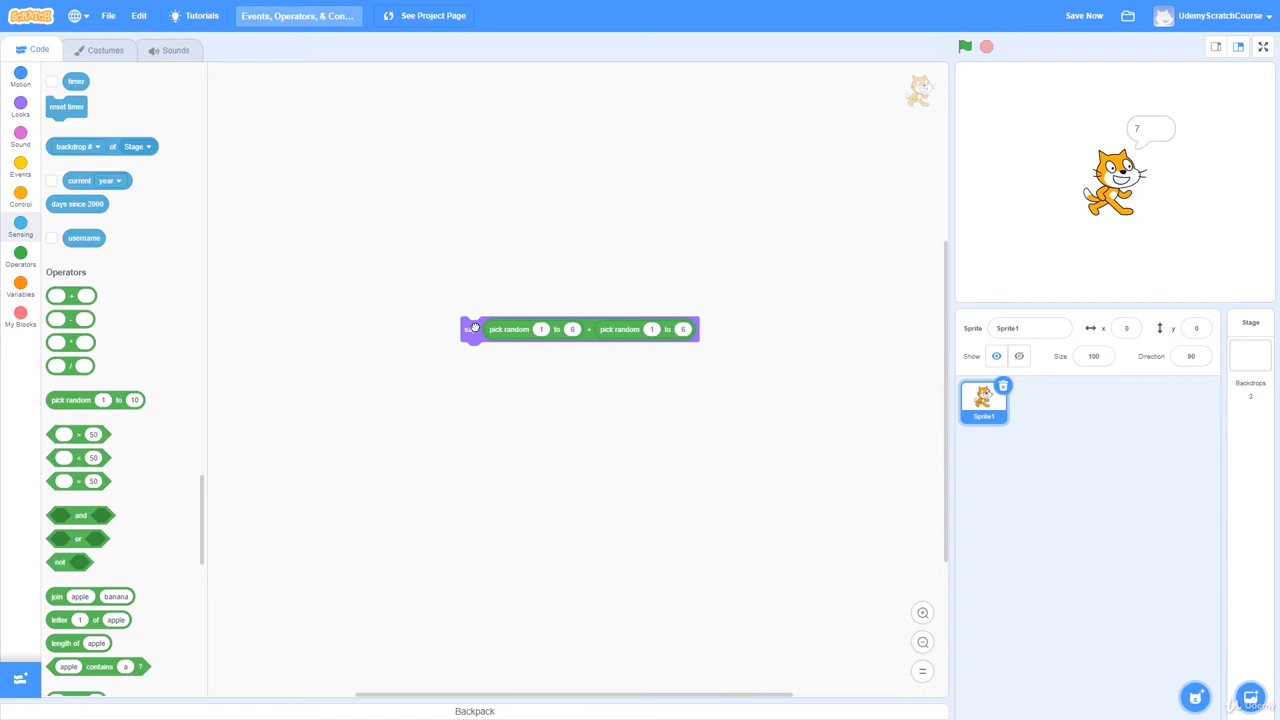 SCRATCH File Edit Tutorials Events, Operators, & Con... See Project Page Save Now UdemyScratchCourse
Code Costumes Sounds
Motion
Looks
Sound
Events
Control
Sensing
Operators
Variables
My Blocks
timer
reset timer
backdrop # of Stage
current year
days since 2000
username
Operators
+
-
*
/
pick random 1 to 10
> 50
< 50
= 50
and
or
not
join apple banana
letter 1 of apple
length of apple
apple contains a ?
pick random 1 to 6 + pick random 1 to 6
7
Sprite Sprite1 x 0 y 0
Show Size 100 Direction 90
Sprite1
Stage
Backdrops
3
Backpack
Udemy